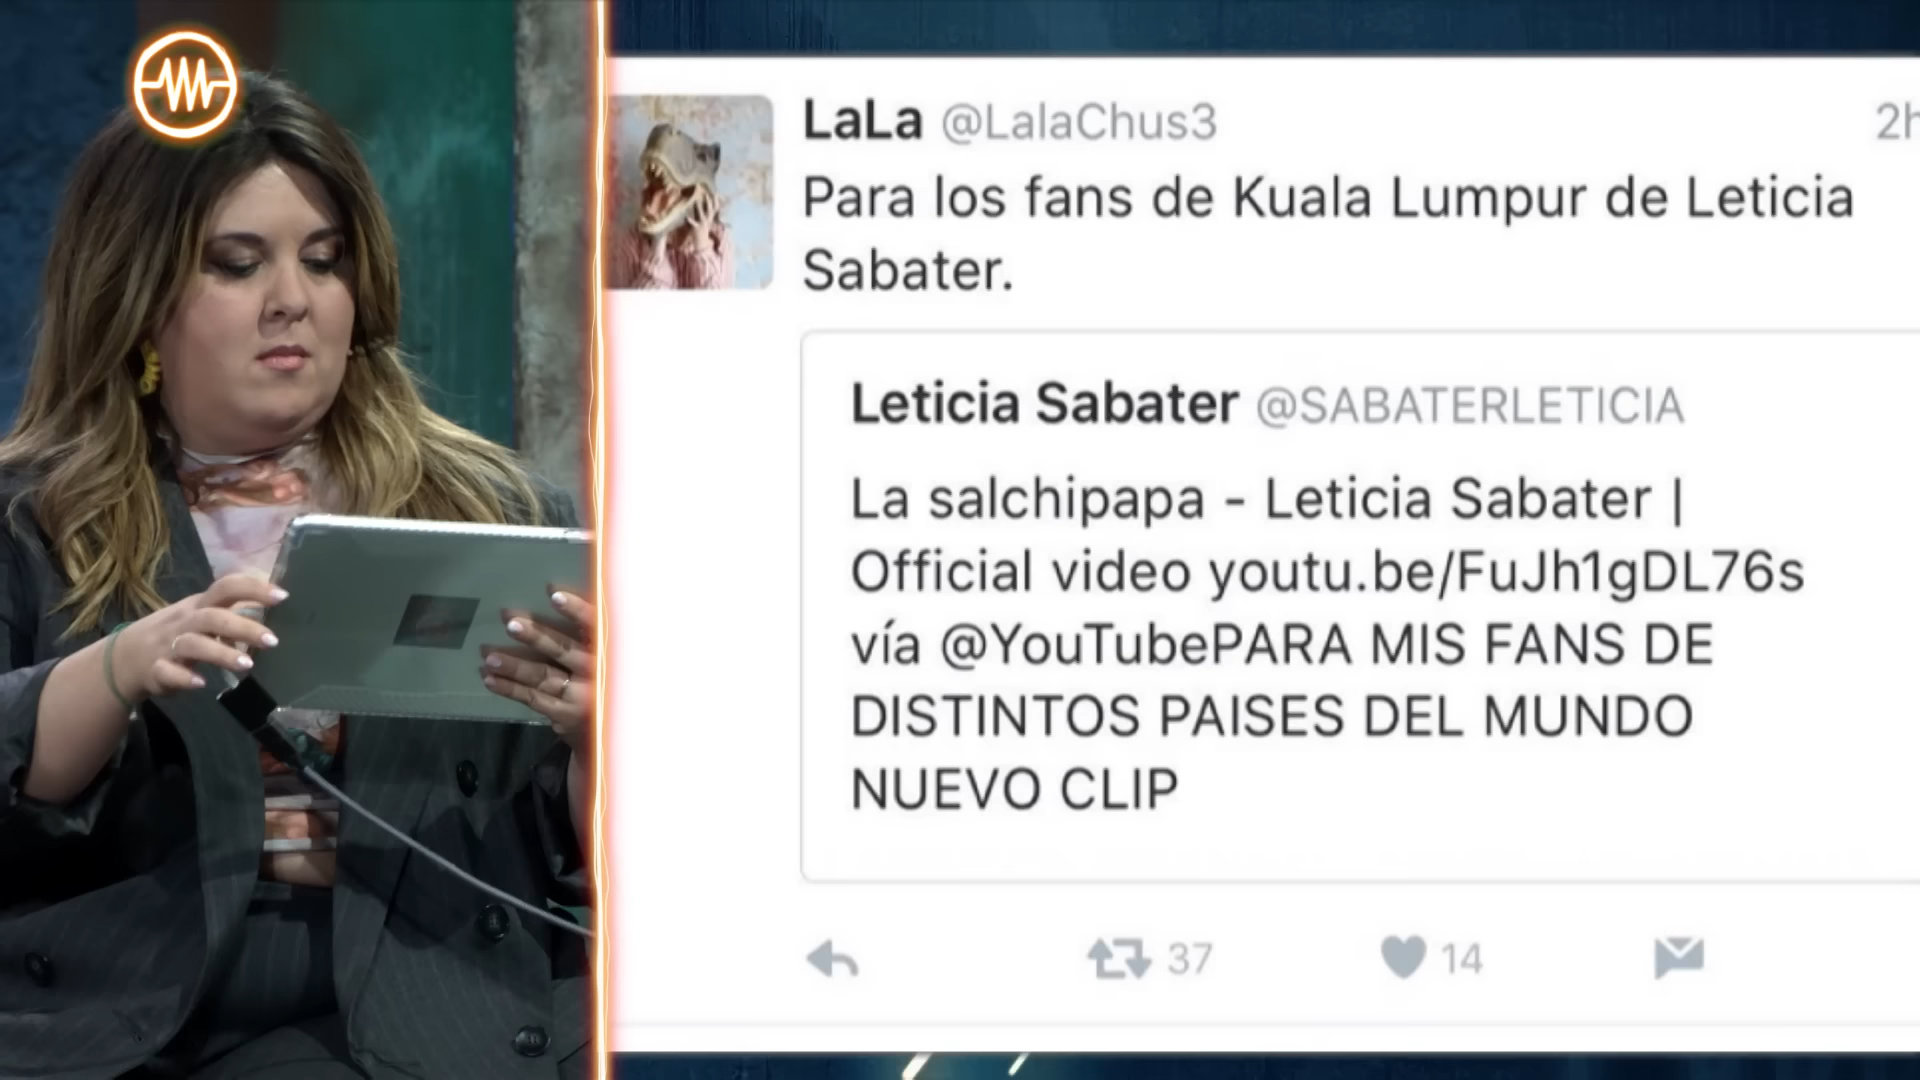 LaLa @LalaChus3
2h
Para los fans de Kuala Lumpur de Leticia
Sabater.
Leticia Sabater @SABATERLETICIA
La salchipapa - Leticia Sabater |
Official video youtu.be/FuJh1gDL76s
vía @YouTubePARA MIS FANS DE
DISTINTOS PAISES DEL MUNDO
NUEVO CLIP
37
14